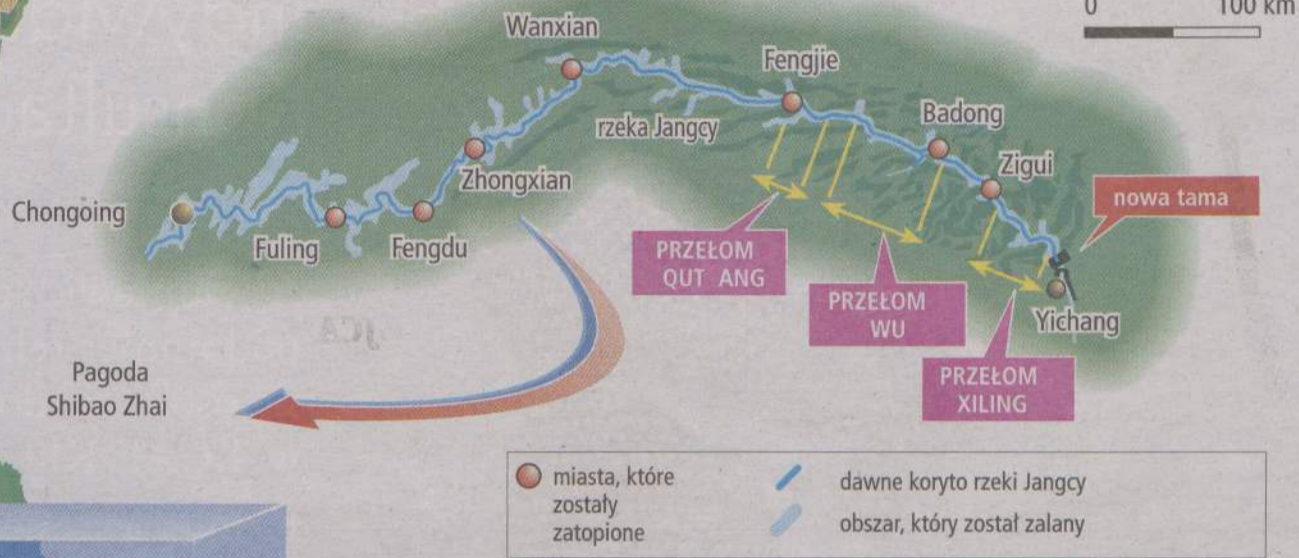 0 100 km
Wanxian
Fengjie
Badong
rzeka Jangcy
Zigui
Zhongxian
nowa tama
Chongoing
Fuling
Fengdu
PRZEŁOM
QUT ANG
PRZEŁOM
WU
Yichang
PRZEŁOM
XILING
Pagoda
Shibao Zhai
miasta, które
zostały
zatopione
dawne koryto rzeki Jangcy
obszar, który został zalany